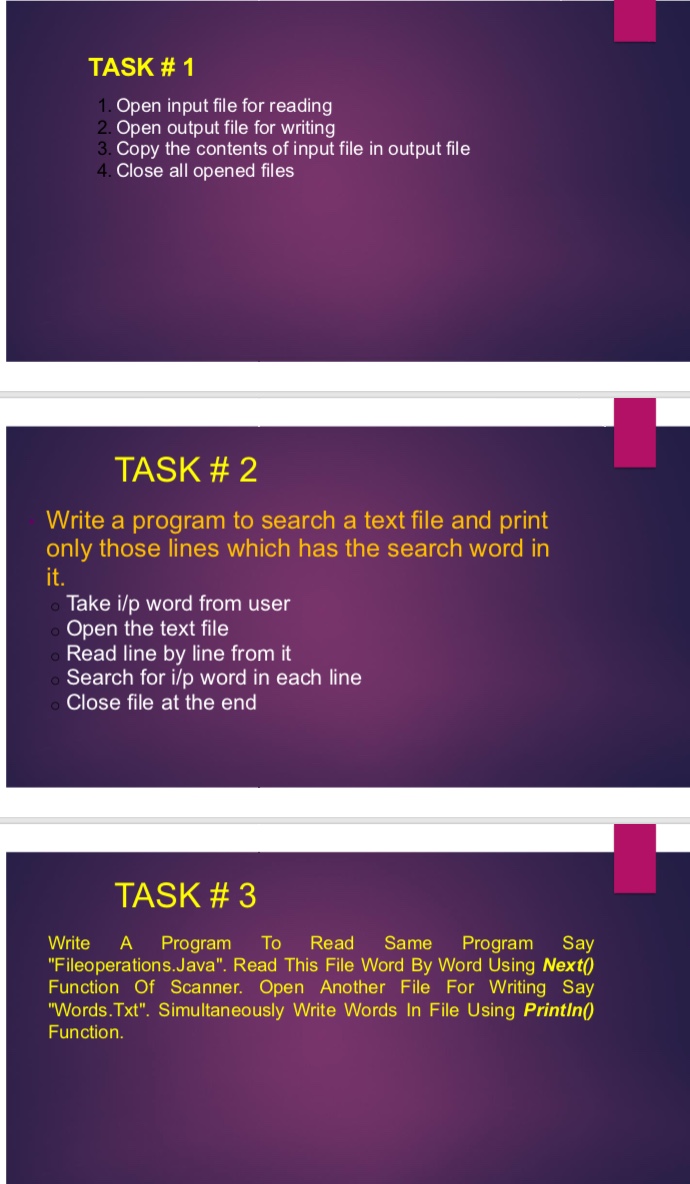 TASK # 1
1. Open input file for reading
2. Open output file for writing
3. Copy the contents of input file in output file
4. Close all opened files
TASK # 2
Write a program to search a text file and print
only those lines which has the search word in
it.
Take i/p word from user
Open the text file
Read line by line from it
Search for i/p word in each line
Close file at the end
TASK # 3
Write A Program To Read Same Program Say
"Fileoperations.Java". Read This File Word By Word Using Next()
Function Of Scanner. Open Another File For Writing Say
"Words.Txt". Simultaneously Write Words In File Using Println()
Function.